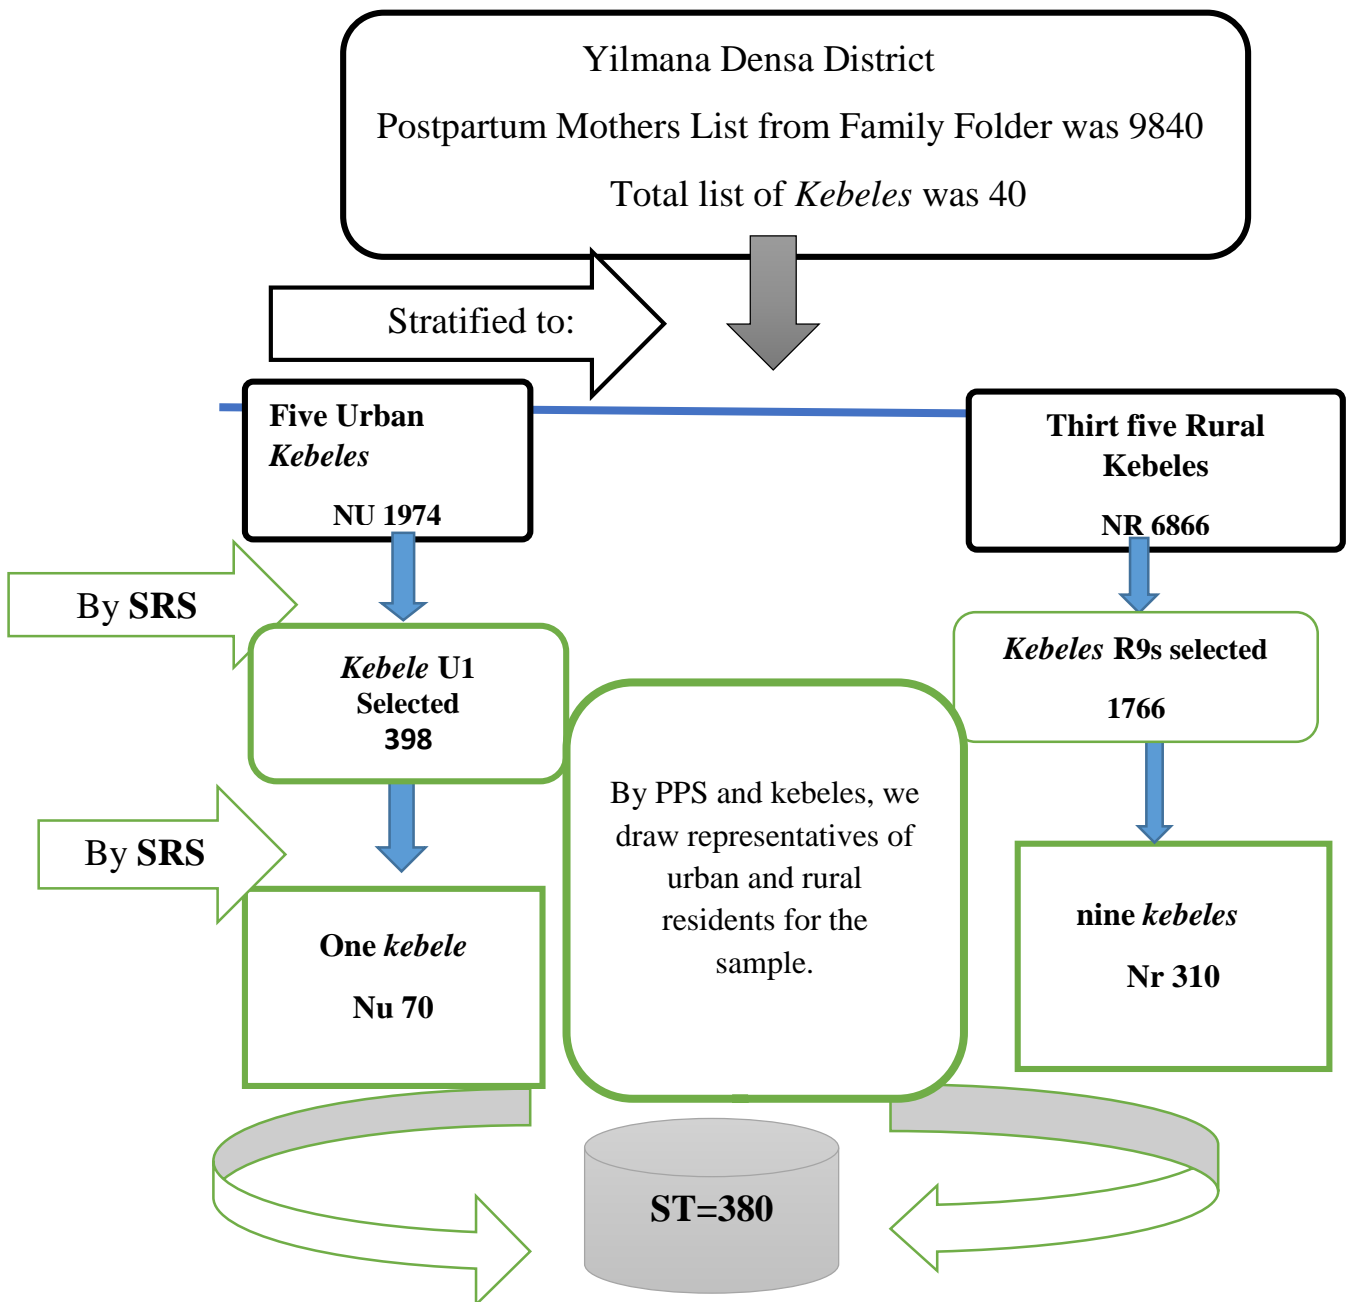 Yilmana Densa District
Postpartum Mothers List from Family Folder was 9840
Total list of Kebeles was 40
Stratified to:
Five Urban
Kebeles
NU 1974
Thirt five Rural
Kebeles
NR 6866
By SRS
Kebele U1
Selected
398
Kebeles R9s selected
1766
By PPS and kebeles, we
draw representatives of
urban and rural
residents for the
sample.
By SRS
One kebele
Nu 70
nine kebeles
Nr 310
ST=380